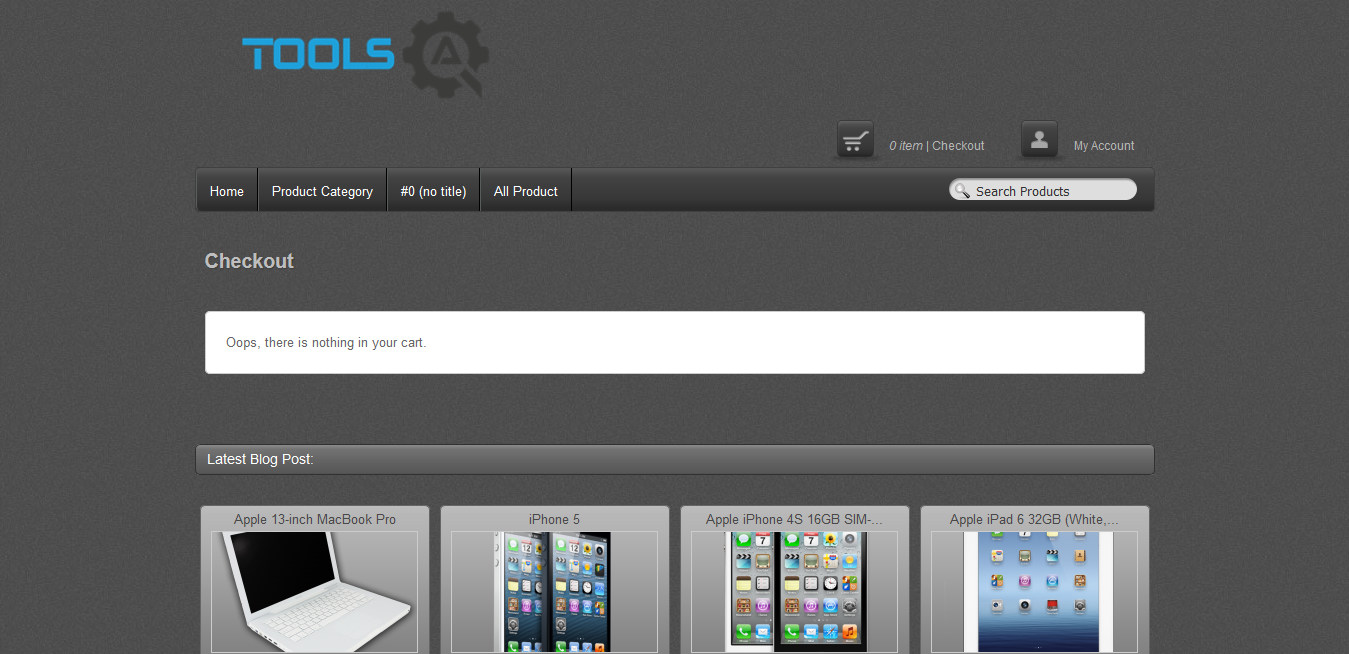 TOOLS
0 item | Checkout
My Account
Home
Product Category
#0 (no title)
All Product
Search Products
Checkout
Oops, there is nothing in your cart.
Latest Blog Post:
Apple 13-inch MacBook Pro
iPhone 5
Apple iPhone 4S 16GB SIM-...
Apple iPad 6 32GB (White,...